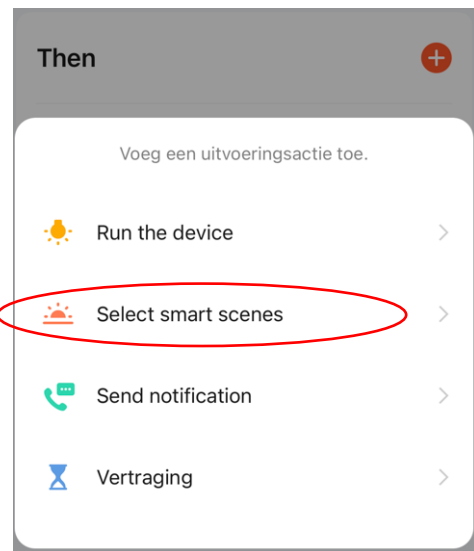 Then
Voeg een uitvoeringsactie toe.
Run the device
Select smart scenes
Send notification
Vertraging